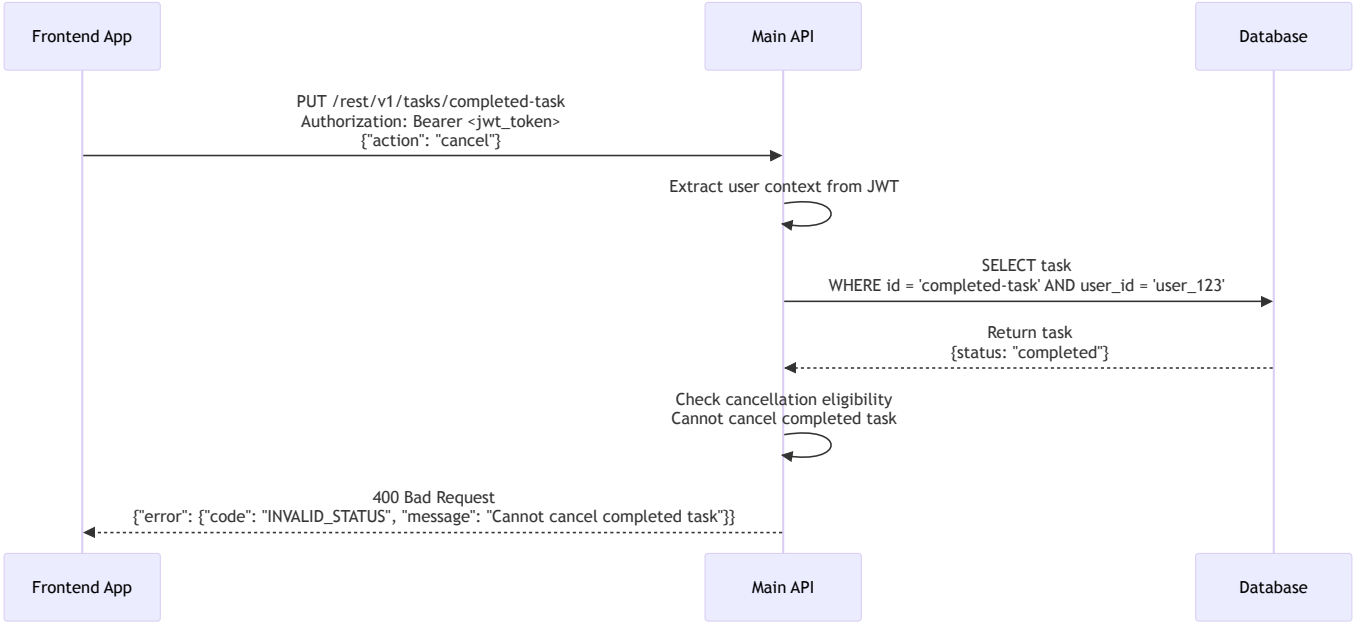 Frontend App
Main API
Database
PUT /rest/v1/tasks/completed-task
Authorization: Bearer <jwt_token>
{"action": "cancel"}
Extract user context from JWT
SELECT task
WHERE id = 'completed-task' AND user_id = 'user_123'
Return task
{status: "completed"}
Check cancellation eligibility
Cannot cancel completed task
400 Bad Request
{"error": {"code": "INVALID_STATUS", "message": "Cannot cancel completed task"}}
Frontend App
Main API
Database